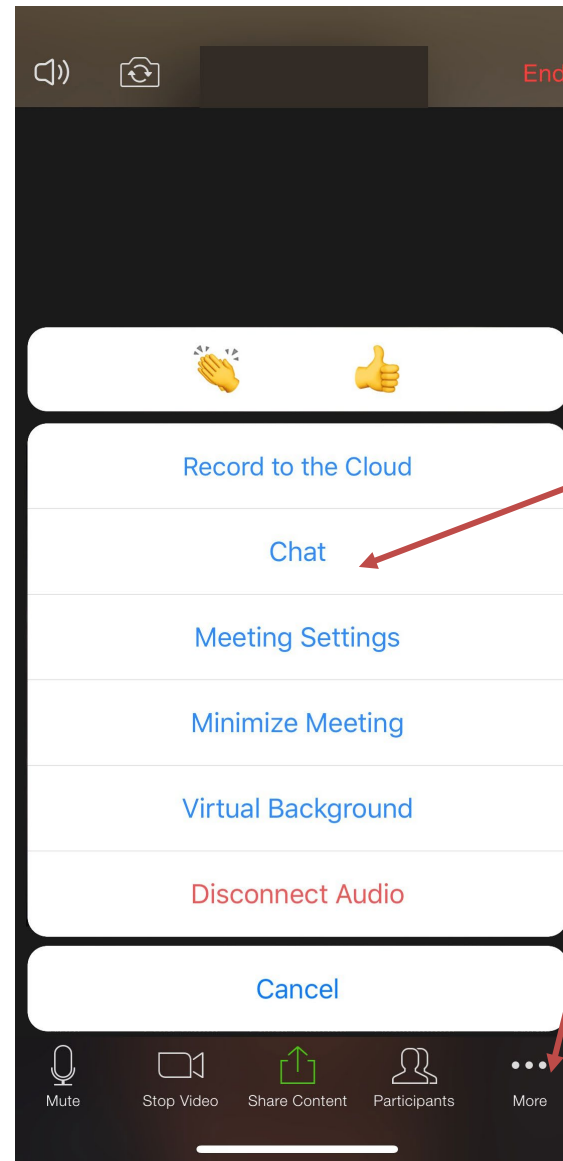 End
Record to the Cloud
Chat
Meeting Settings
Minimize Meeting
Virtual Background
Disconnect Audio
Cancel
Mute Stop Video Share Content Participants More